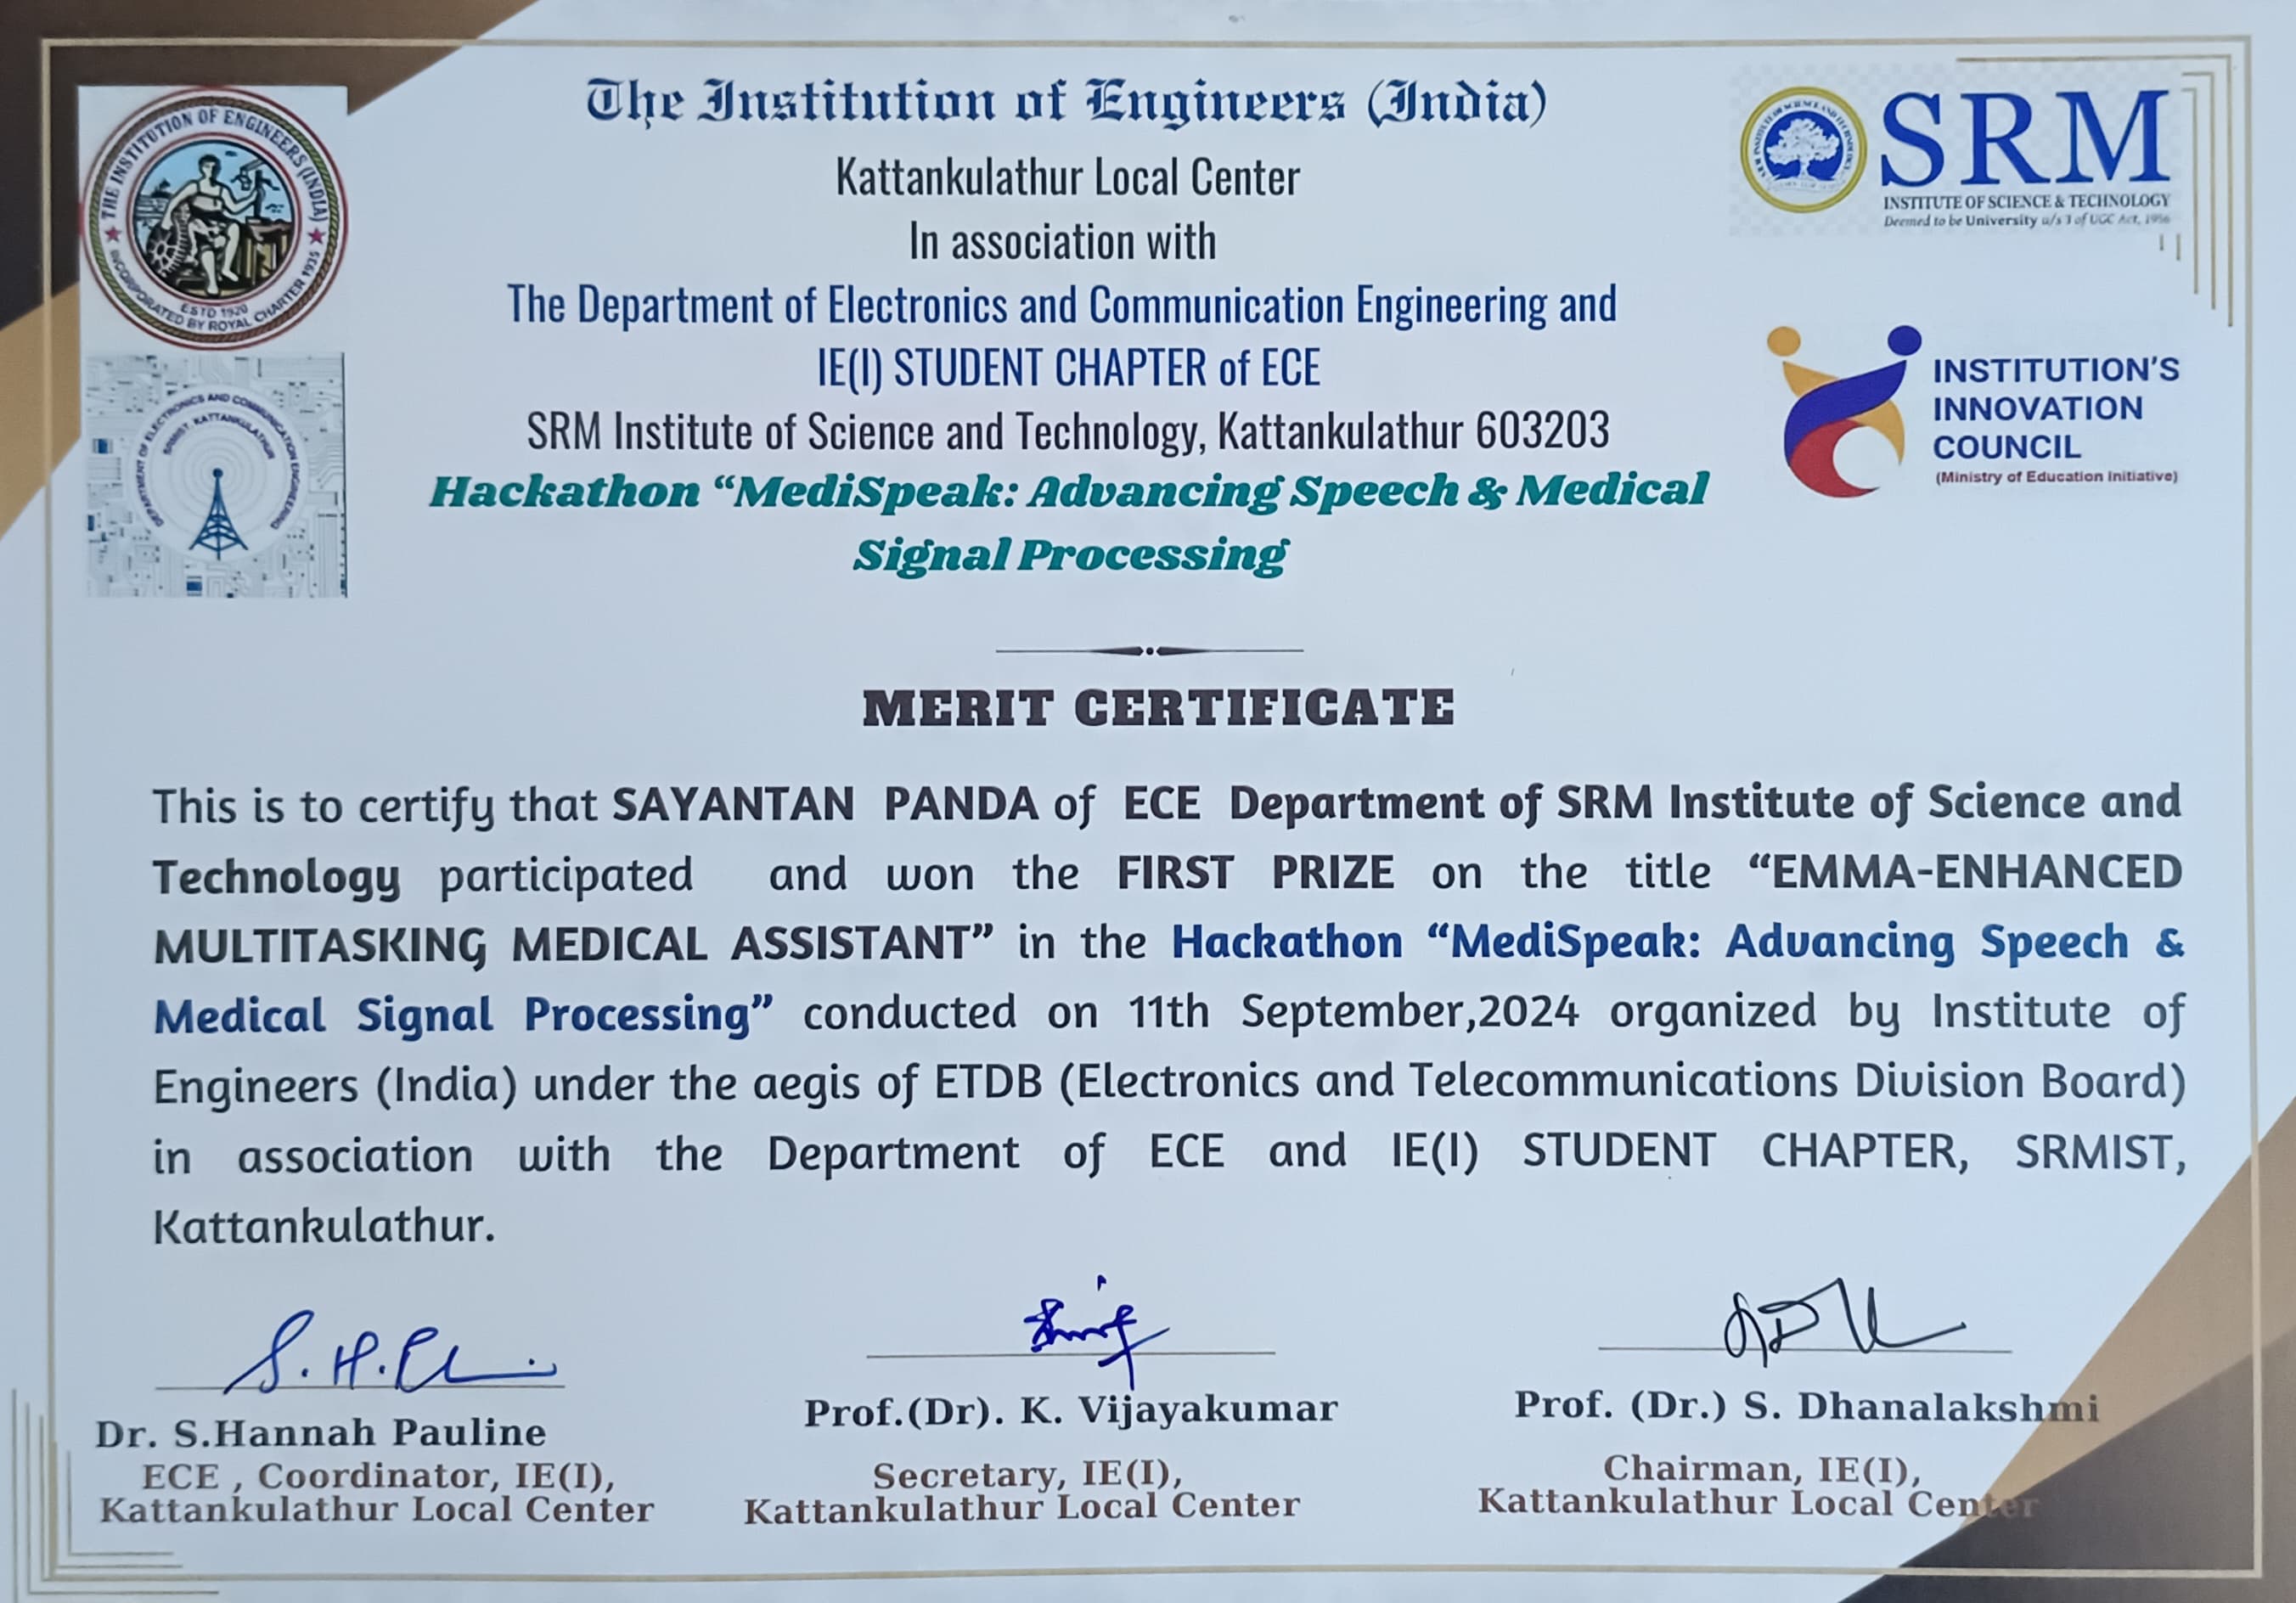 The Institution of Engineers (India)
Kattankulathur Local Center
In association with
The Department of Electronics and Communication Engineering and
IE(I) STUDENT CHAPTER of ECE
SRM Institute of Science and Technology, Kattankulathur 603203
Hackathon “MediSpeak: Advancing Speech & Medical
Signal Processing
THE INSTITUTION OF ENGINEERS (INDIA)
ESTD 1920
INCORPORATED BY ROYAL CHARTER 1935
DEPARTMENT OF ELECTRONICS AND COMMUNICATION ENGINEERING
SRMIST, KATTANKULATHUR
SRM
INSTITUTE OF SCIENCE & TECHNOLOGY
Deemed to be University u/s 3 of UGC Act, 1956
INSTITUTION'S
INNOVATION
COUNCIL
(Ministry of Education Initiative)
MERIT CERTIFICATE
This is to certify that SAYANTAN PANDA of ECE Department of SRM Institute of Science and
Technology participated and won the FIRST PRIZE on the title “EMMA-ENHANCED
MULTITASKING MEDICAL ASSISTANT” in the Hackathon “MediSpeak: Advancing Speech &
Medical Signal Processing” conducted on 11th September,2024 organized by Institute of
Engineers (India) under the aegis of ETDB (Electronics and Telecommunications Division Board)
in association with the Department of ECE and IE(I) STUDENT CHAPTER, SRMIST,
Kattankulathur.
Dr. S.Hannah Pauline
ECE , Coordinator, IE(I),
Kattankulathur Local Center
Prof.(Dr). K. Vijayakumar
Secretary, IE(I),
Kattankulathur Local Center
Prof. (Dr.) S. Dhanalakshmi
Chairman, IE(I),
Kattankulathur Local Center